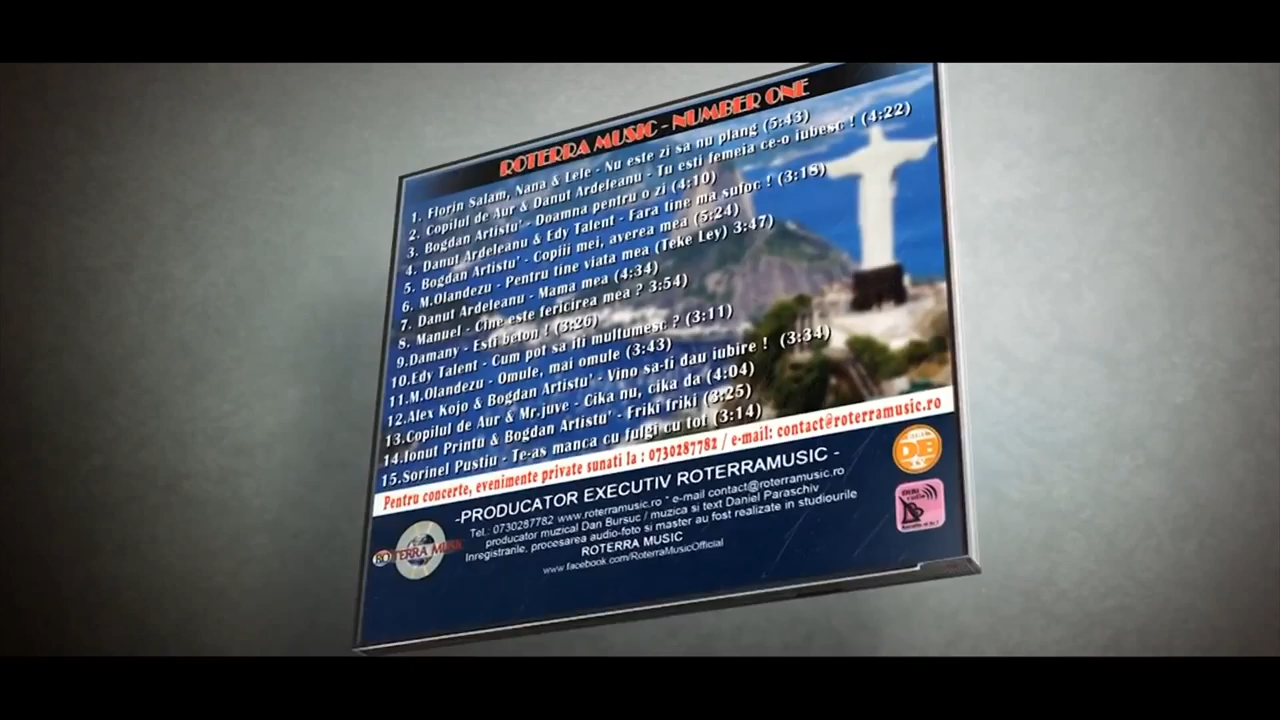 ROTERRA MUSIC - NUMBER ONE
1. Florin Salam, Nana & Lele - Nu este zi sa nu plang (5:43)
2. Copilul de Aur & Danut Ardeleanu - Tu esti femeia ce-o iubesc ! (4:22)
3. Bogdan Artistu' - Doamna pentru o zi (4:10)
4. Danut Ardeleanu & Edy Talent - Fara tine ma sufoc ! (3:18)
5. Bogdan Artistu' - Copiii mei, averea mea (5:24)
6. M.Olandezu - Pentru tine viata mea (Teke Ley) 3:47)
7. Danut Ardeleanu - Mama mea (4:34)
8. Manuel - Cine este fericirea mea ? 3:54)
9.Damany - Esti beton ! (3:26)
10.Edy Talent - Cum pot sa iti multumesc ? (3:11)
11.M.Olandezu - Omule, mai omule (3:43)
12.Alex Kojo & Bogdan Artistu' - Vino sa-ti dau iubire ! (3:34)
13.Copilul de Aur & Mr.juve - Cika nu, cika da (4:04)
14.Ionut Printu & Bogdan Artistu' - Friki friki (3:25)
15.Sorinel Pustiu - Te-as manca cu fulgi cu tot (3:14)
Pentru concerte, evenimente private sunati la : 0730287782 / e-mail: contact@roterramusic.ro
-PRODUCATOR EXECUTIV ROTERRAMUSIC -
Tel.: 0730287782 www.roterramusic.ro * e-mail contact@roterramusic.ro
producator muzical Dan Bursuc / muzica si text Daniel Paraschiv
Inregistrarile, procesarea audio-foto si master au fost realizate in studiourile
ROTERRA MUSIC
www.facebook.com/RoterraMusicOfficial
ROTERRA MUSIC
DB